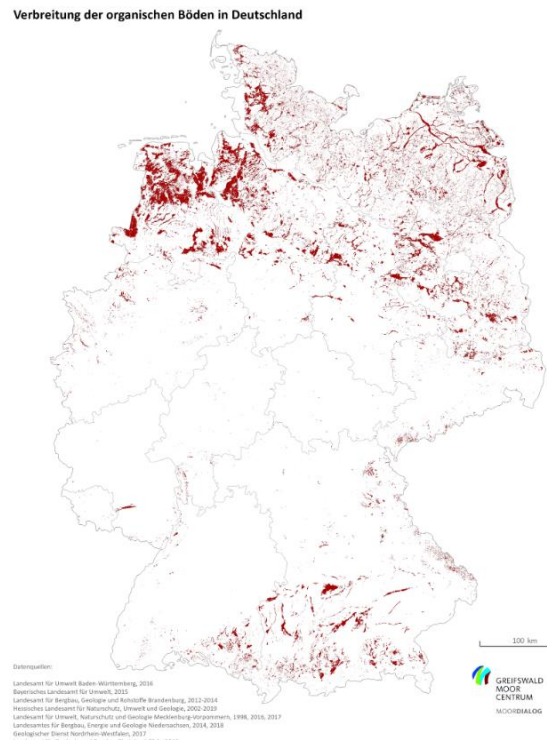 Verbreitung der organischen Böden in Deutschland
100 km
Datenquellen:
Landesamt für Umwelt Baden-Württemberg, 2016
Bayerisches Landesamt für Umwelt, 2015
Landesamt für Bergbau, Geologie und Rohstoffe Brandenburg, 2012-2014
Hessisches Landesamt für Naturschutz, Umwelt und Geologie, 2002-2019
Landesamt für Umwelt, Naturschutz und Geologie Mecklenburg-Vorpommern, 1998, 2016, 2017
Landesamtes für Bergbau, Energie und Geologie Niedersachsen, 2014, 2018
Geologischer Dienst Nordrhein-Westfalen, 2017
GREIFSWALD
MOOR
CENTRUM
MOORDIALOG